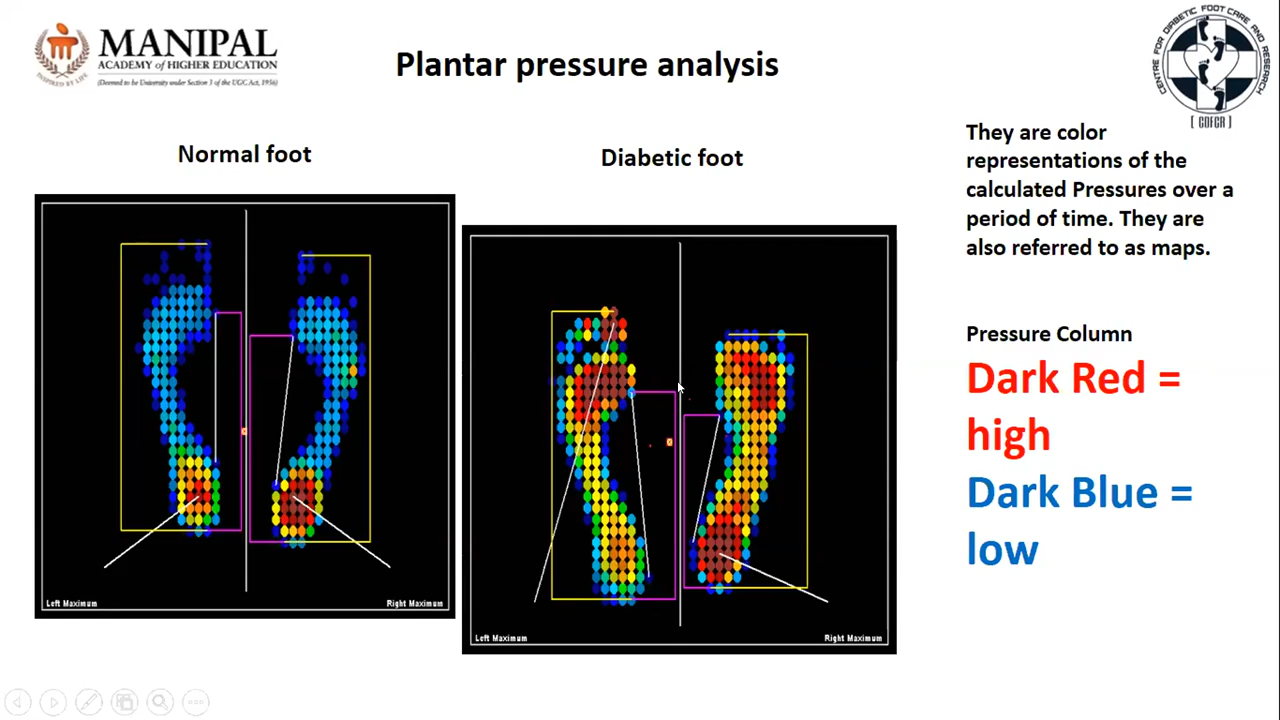 MANIPAL
ACADEMY of HIGHER EDUCATION
(Deemed to be University under Section 3 of the UGC Act, 1956)
INSPIRED BY LIFE
Plantar pressure analysis
CENTRE FOR DIABETIC FOOT CARE AND RESEARCH
[ CDFCR ]
Normal foot
Diabetic foot
Left Maximum
Right Maximum
Left Maximum
Right Maximum
They are color
representations of the
calculated Pressures over a
period of time. They are
also referred to as maps.
Pressure Column
Dark Red =
high
Dark Blue =
low